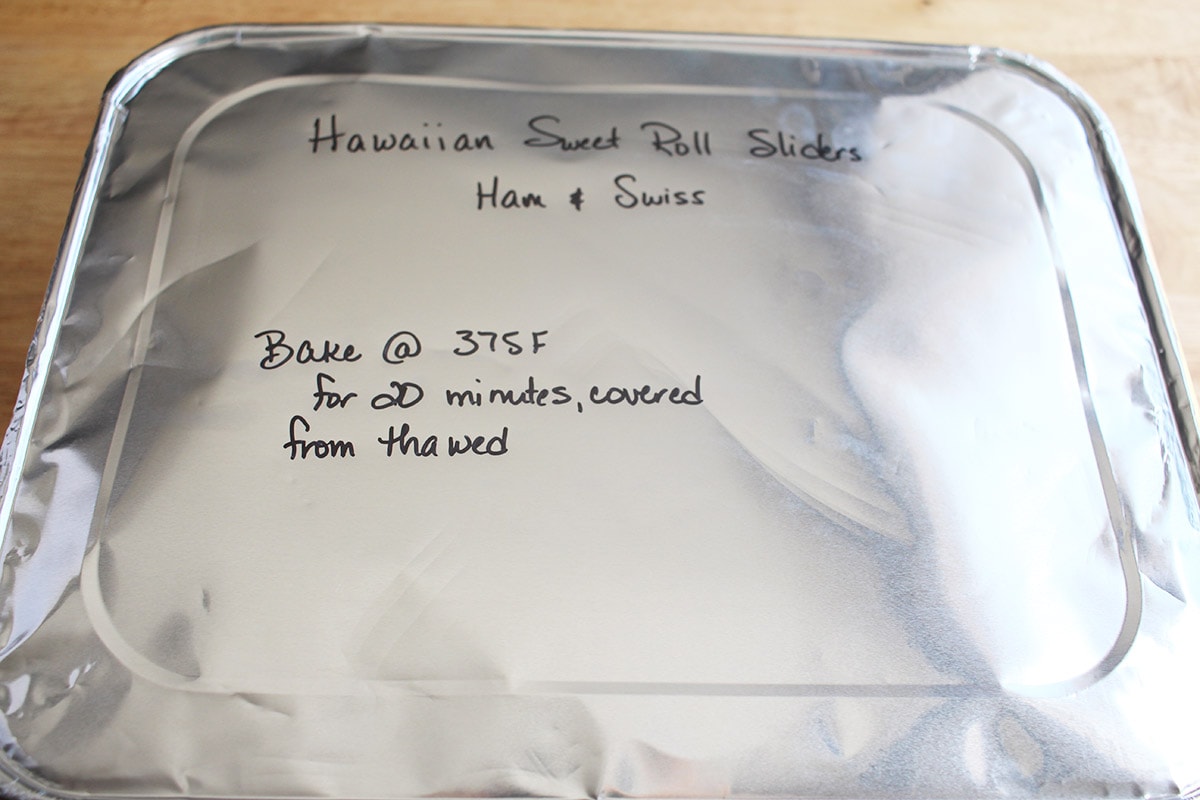 Hawaiian Sweet Roll Sliders
Ham & Swiss
Bake @ 375F
for 20 minutes, covered
from thawed